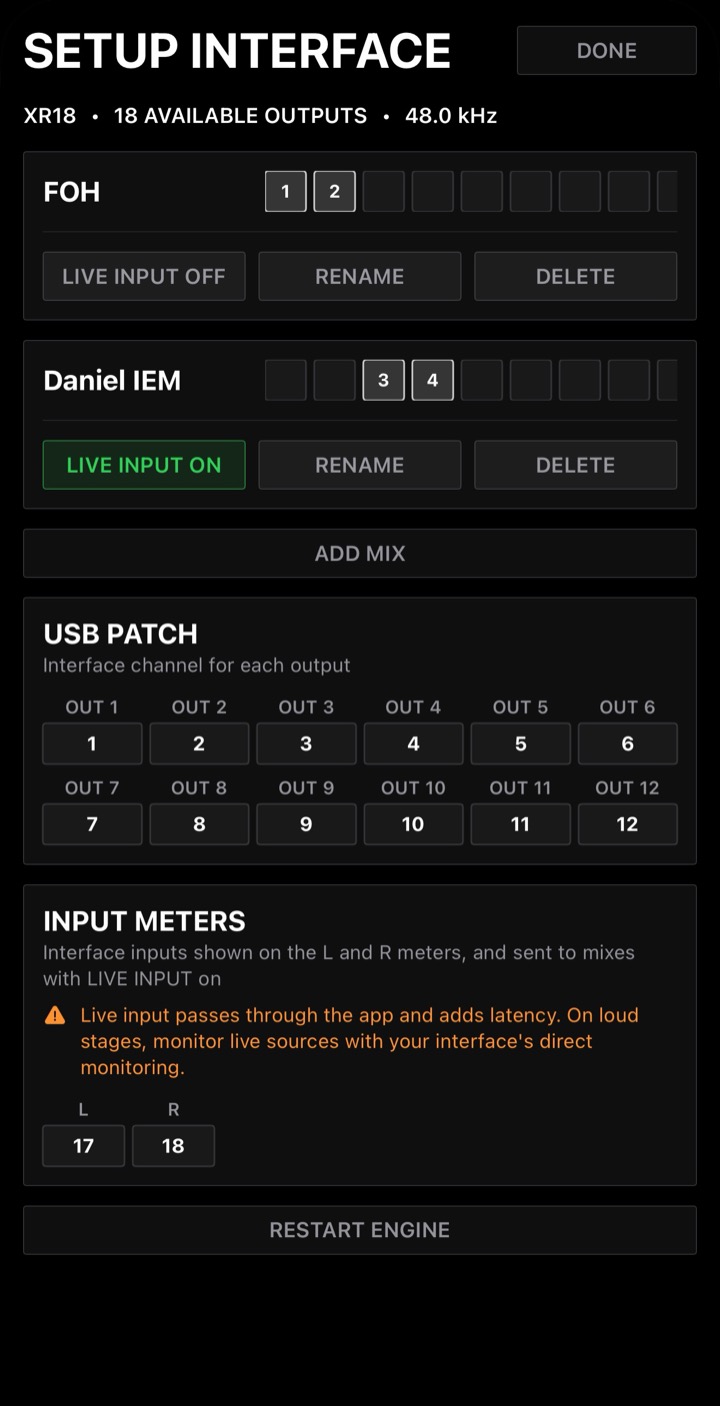 SETUP INTERFACE
DONE
XR18 • 18 AVAILABLE OUTPUTS • 48.0 kHz
FOH
1 2
LIVE INPUT OFF
RENAME
DELETE
Daniel IEM
3 4
LIVE INPUT ON
RENAME
DELETE
ADD MIX
USB PATCH
Interface channel for each output
OUT 1 OUT 2 OUT 3 OUT 4 OUT 5 OUT 6
1 2 3 4 5 6
OUT 7 OUT 8 OUT 9 OUT 10 OUT 11 OUT 12
7 8 9 10 11 12
INPUT METERS
Interface inputs shown on the L and R meters, and sent to mixes
with LIVE INPUT on
Live input passes through the app and adds latency. On loud
stages, monitor live sources with your interface's direct
monitoring.
L R
17 18
RESTART ENGINE